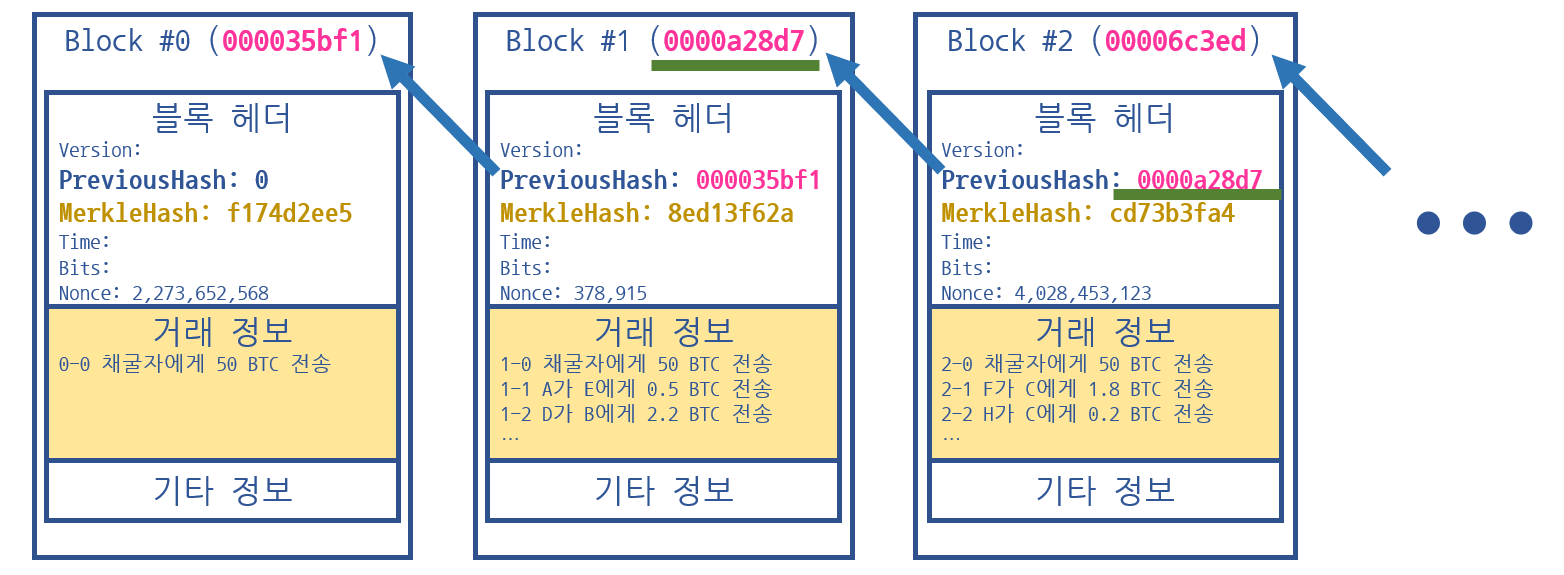 Block #0 (000035bf1)
블록 헤더
Version:
PreviousHash: 0
MerkleHash: f174d2ee5
Time:
Bits:
Nonce: 2,273,652,568
거래 정보
0-0 채굴자에게 50 BTC 전송
기타 정보
Block #1 (0000a28d7)
블록 헤더
Version:
PreviousHash: 000035bf1
MerkleHash: 8ed13f62a
Time:
Bits:
Nonce: 378,915
거래 정보
1-0 채굴자에게 50 BTC 전송
1-1 A가 E에게 0.5 BTC 전송
1-2 D가 B에게 2.2 BTC 전송
…
기타 정보
Block #2 (00006c3ed)
블록 헤더
Version:
PreviousHash: 0000a28d7
MerkleHash: cd73b3fa4
Time:
Bits:
Nonce: 4,028,453,123
거래 정보
2-0 채굴자에게 50 BTC 전송
2-1 F가 C에게 1.8 BTC 전송
2-2 H가 C에게 0.2 BTC 전송
…
기타 정보